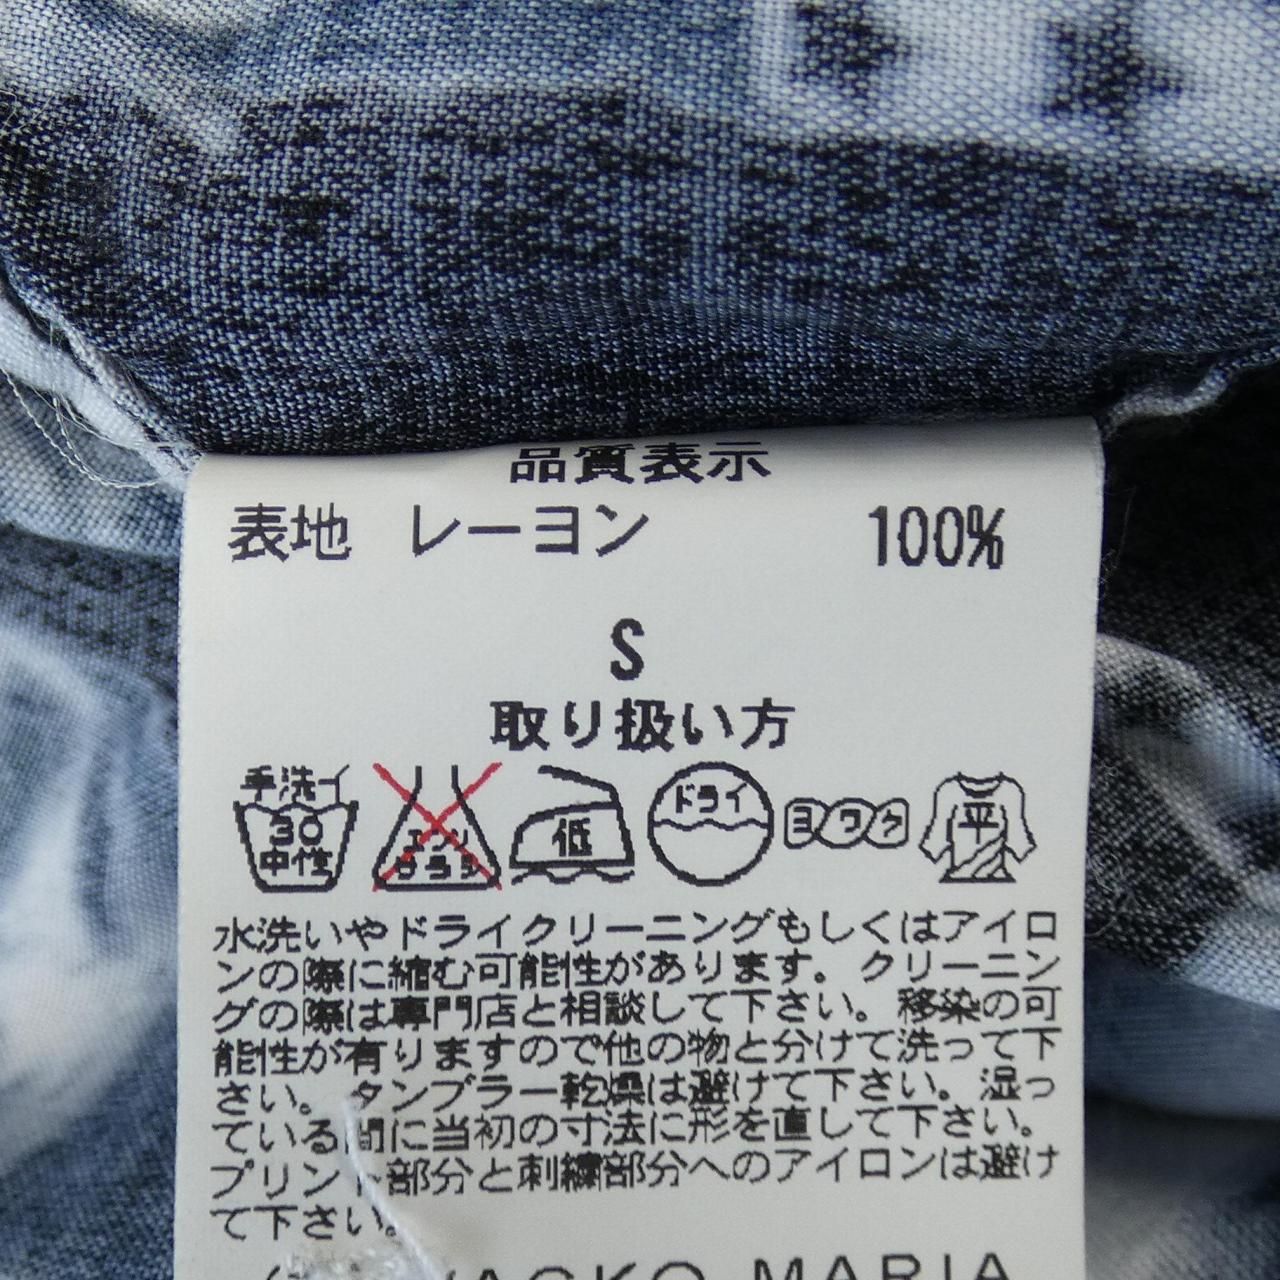 品質表示
表地 レーヨン 100%
S
取り扱い方
手洗イ
30
中性
エンソ
サラシ
低
ドライ
ヨワク
平
水洗いやドライクリーニングもしくはアイロ
ンの際に縮む可能性があります。クリーニン
グの際は専門店と相談して下さい。移染の可
能性が有りますので他の物と分けて洗って下
さい。タンブラー乾燥は避けて下さい。湿っ
ている間に当初の寸法に形を直して下さい。
プリント部分と刺繍部分へのアイロンは避け
て下さい。
WACKO MARIA